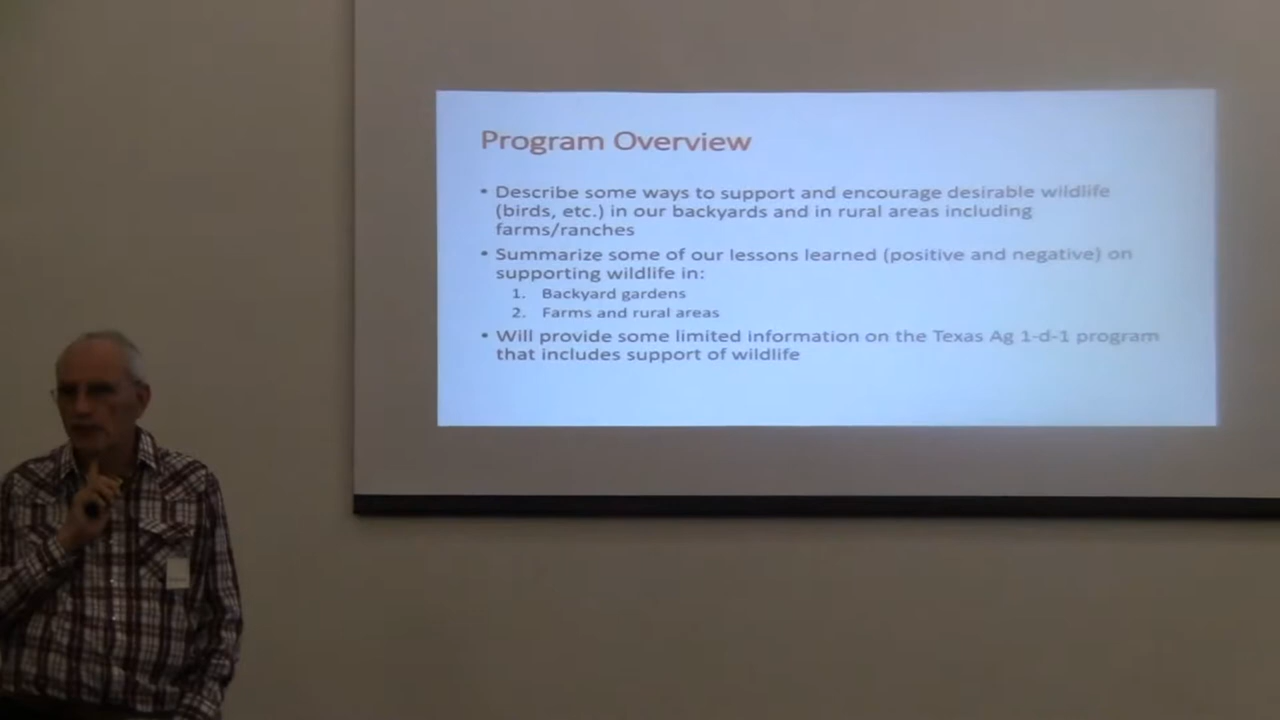 Program Overview
• Describe some ways to support and encourage desirable wildlife
(birds, etc.) in our backyards and in rural areas including
farms/ranches
• Summarize some of our lessons learned (positive and negative) on
supporting wildlife in:
1. Backyard gardens
2. Farms and rural areas
• Will provide some limited information on the Texas Ag 1-d-1 program
that includes support of wildlife